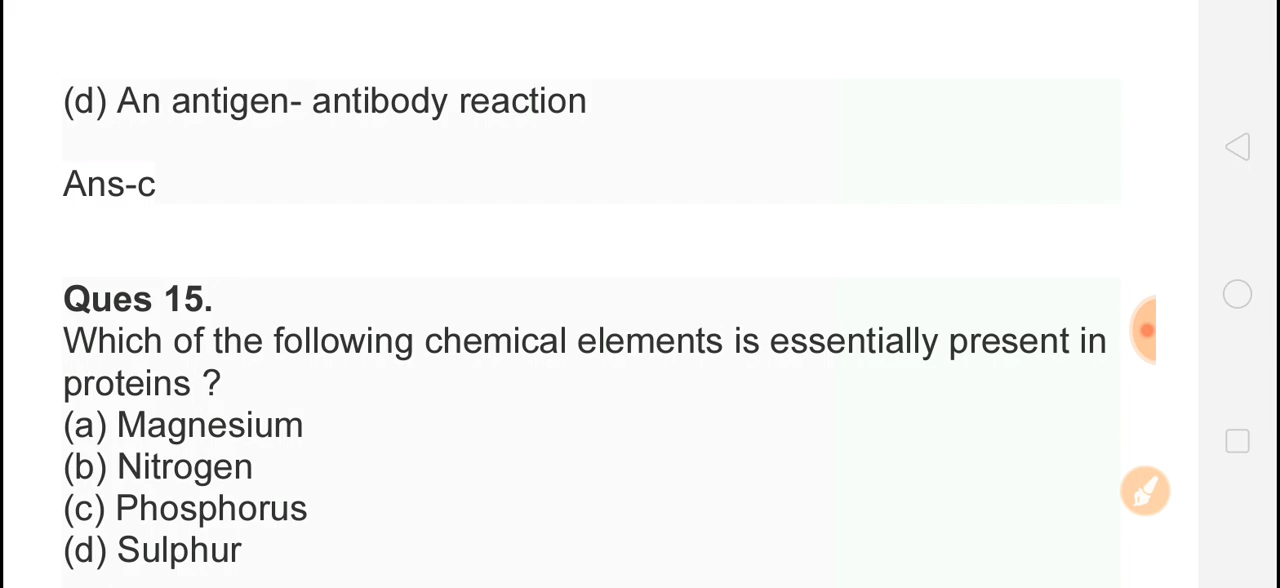 (d) An antigen- antibody reaction
Ans-c
Ques 15.
Which of the following chemical elements is essentially present in
proteins ?
(a) Magnesium
(b) Nitrogen
(c) Phosphorus
(d) Sulphur